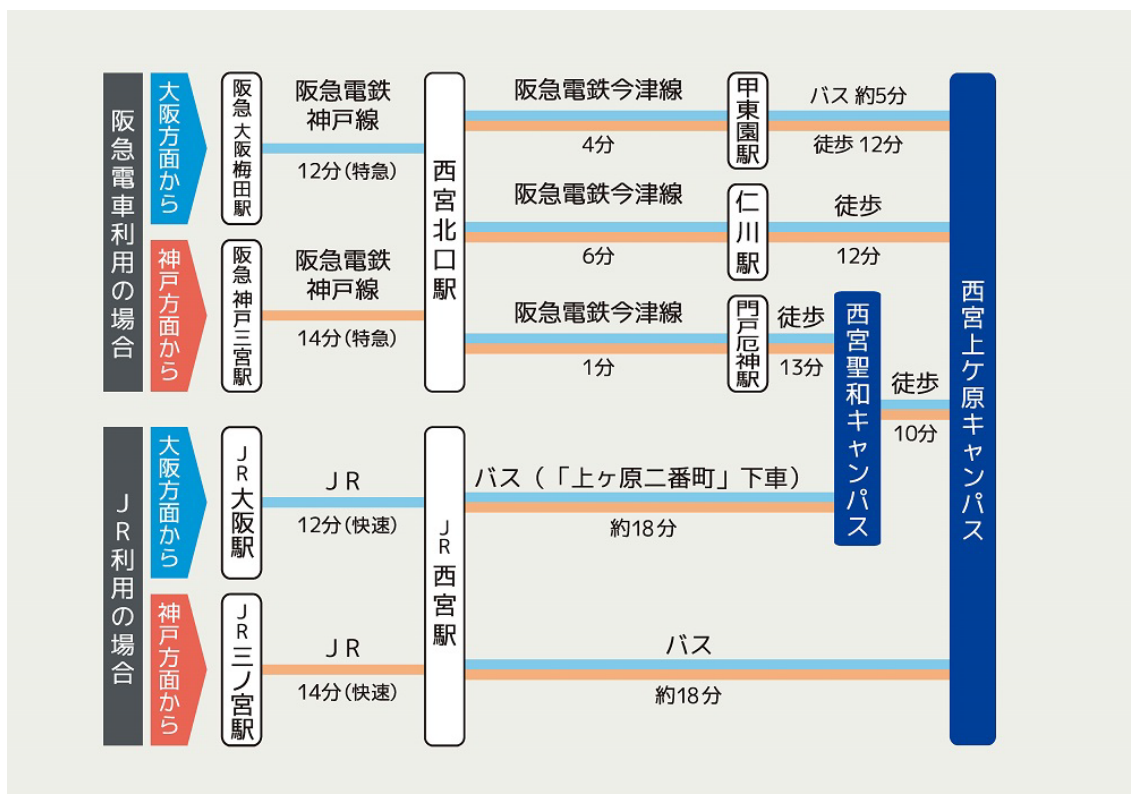 阪急電車利用の場合
大阪方面から
阪急 大阪梅田駅
阪急電鉄
神戸線
12分(特急)
神戸方面から
阪急 神戸三宮駅
阪急電鉄
神戸線
14分(特急)
西宮北口駅
阪急電鉄今津線
4分
甲東園駅
バス 約5分
徒歩 12分
阪急電鉄今津線
6分
仁川駅
徒歩
12分
阪急電鉄今津線
1分
門戸厄神駅
徒歩
13分
西宮聖和キャンパス
徒歩
10分
西宮上ケ原キャンパス
JR利用の場合
大阪方面から
JR大阪駅
JR
12分(快速)
神戸方面から
JR三ノ宮駅
JR
14分(快速)
JR西宮駅
バス(「上ヶ原二番町」下車)
約18分
バス
約18分